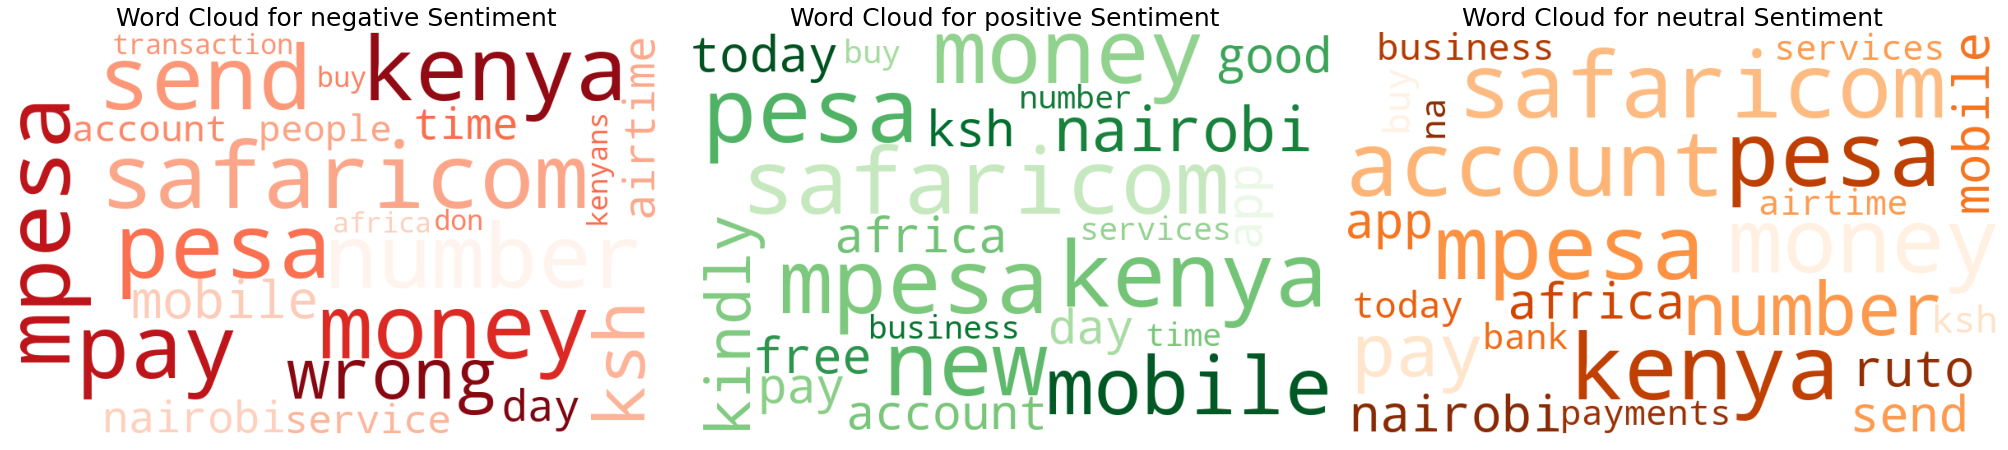 Word Cloud for negative Sentiment
transaction
send
buy
kenya
airtime
mpesa
account
people
time
kenyans
safaricom
africa
don
pesa
number
mobile
pay
money
wrong
ksh
day
nairobi
service
Word Cloud for positive Sentiment
today
buy
money
good
pesa
number
ksh
nairobi
safaricom
app
kindly
africa
services
mpesa
kenya
business
day
time
free
new
mobile
pay
account
Word Cloud for neutral Sentiment
business
services
mobile
buy
na
safaricom
account
pesa
airtime
app
mpesa
money
today
africa
number
ksh
pay
bank
kenya
ruto
nairobi
payments
send